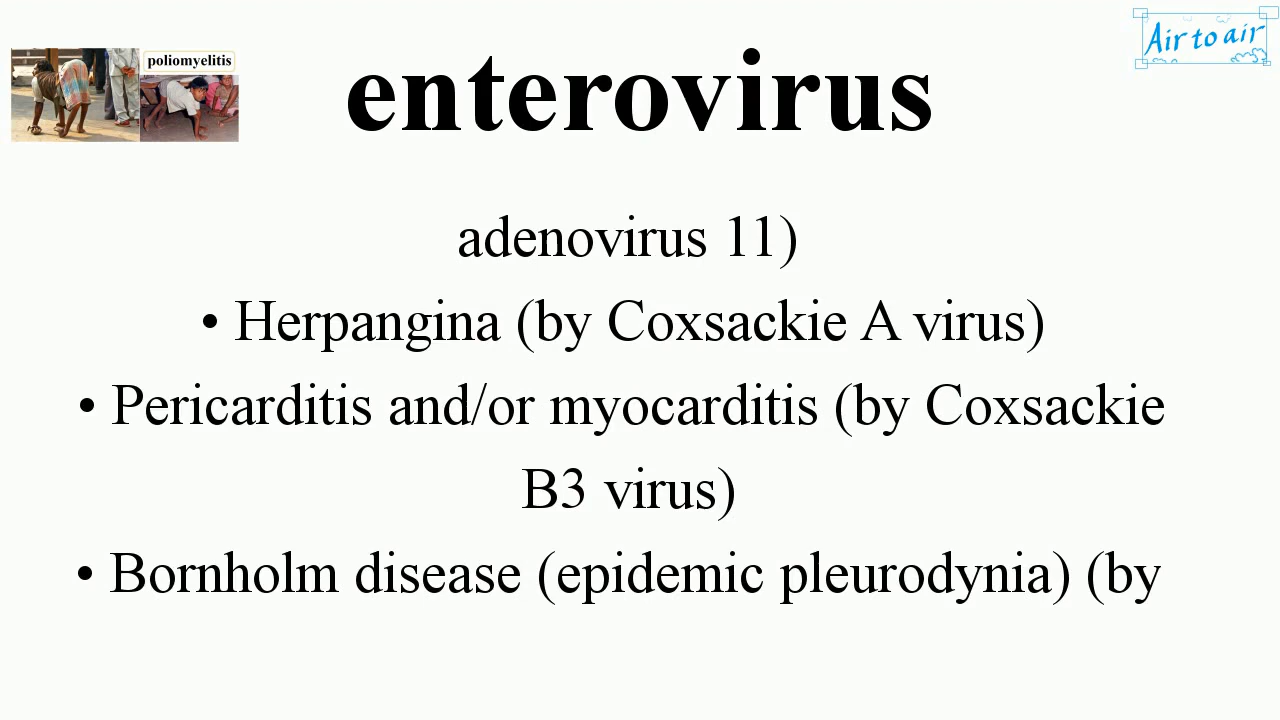 Air to air
poliomyelitis
enterovirus
adenovirus 11)
• Herpangina (by Coxsackie A virus)
• Pericarditis and/or myocarditis (by Coxsackie
B3 virus)
• Bornholm disease (epidemic pleurodynia) (by